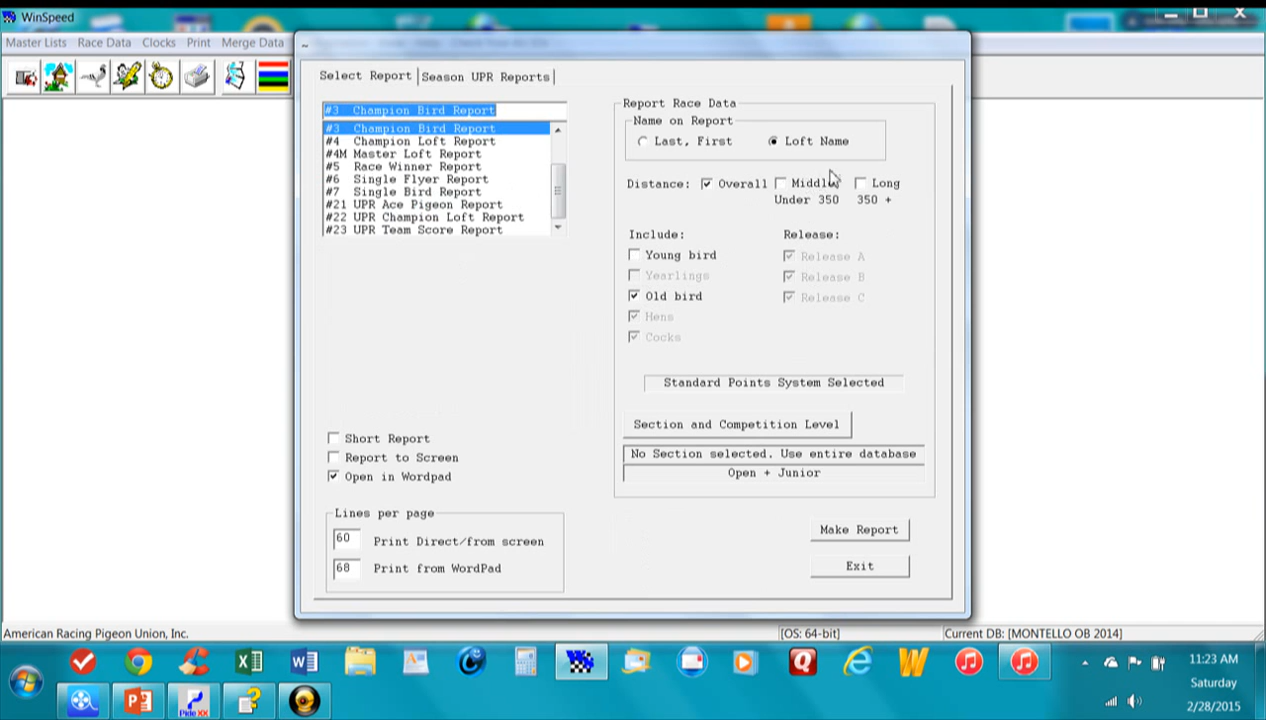 WinSpeed
Master Lists Race Data Clocks Print Merge Data
Select Report Season UPR Reports
#3 Champion Bird Report
#3 Champion Bird Report
#4 Champion Loft Report
#4M Master Loft Report
#5 Race Winner Report
#6 Single Flyer Report
#7 Single Bird Report
#21 UPR Ace Pigeon Report
#22 UPR Champion Loft Report
#23 UPR Team Score Report
Short Report
Report to Screen
Open in Wordpad
Lines per page
60 Print Direct/from screen
68 Print from WordPad
Report Race Data
Name on Report
Last, First Loft Name
Distance: Overall Middle Long
Under 350 350 +
Include: Release:
Young bird Release A
Yearlings Release B
Old bird Release C
Hens
Cocks
Standard Points System Selected
Section and Competition Level
No Section selected. Use entire database
Open + Junior
Make Report
Exit
American Racing Pigeon Union, Inc. [OS: 64-bit] Current DB: [MONTELLO OB 2014]
11:23 AM
Saturday
2/28/2015